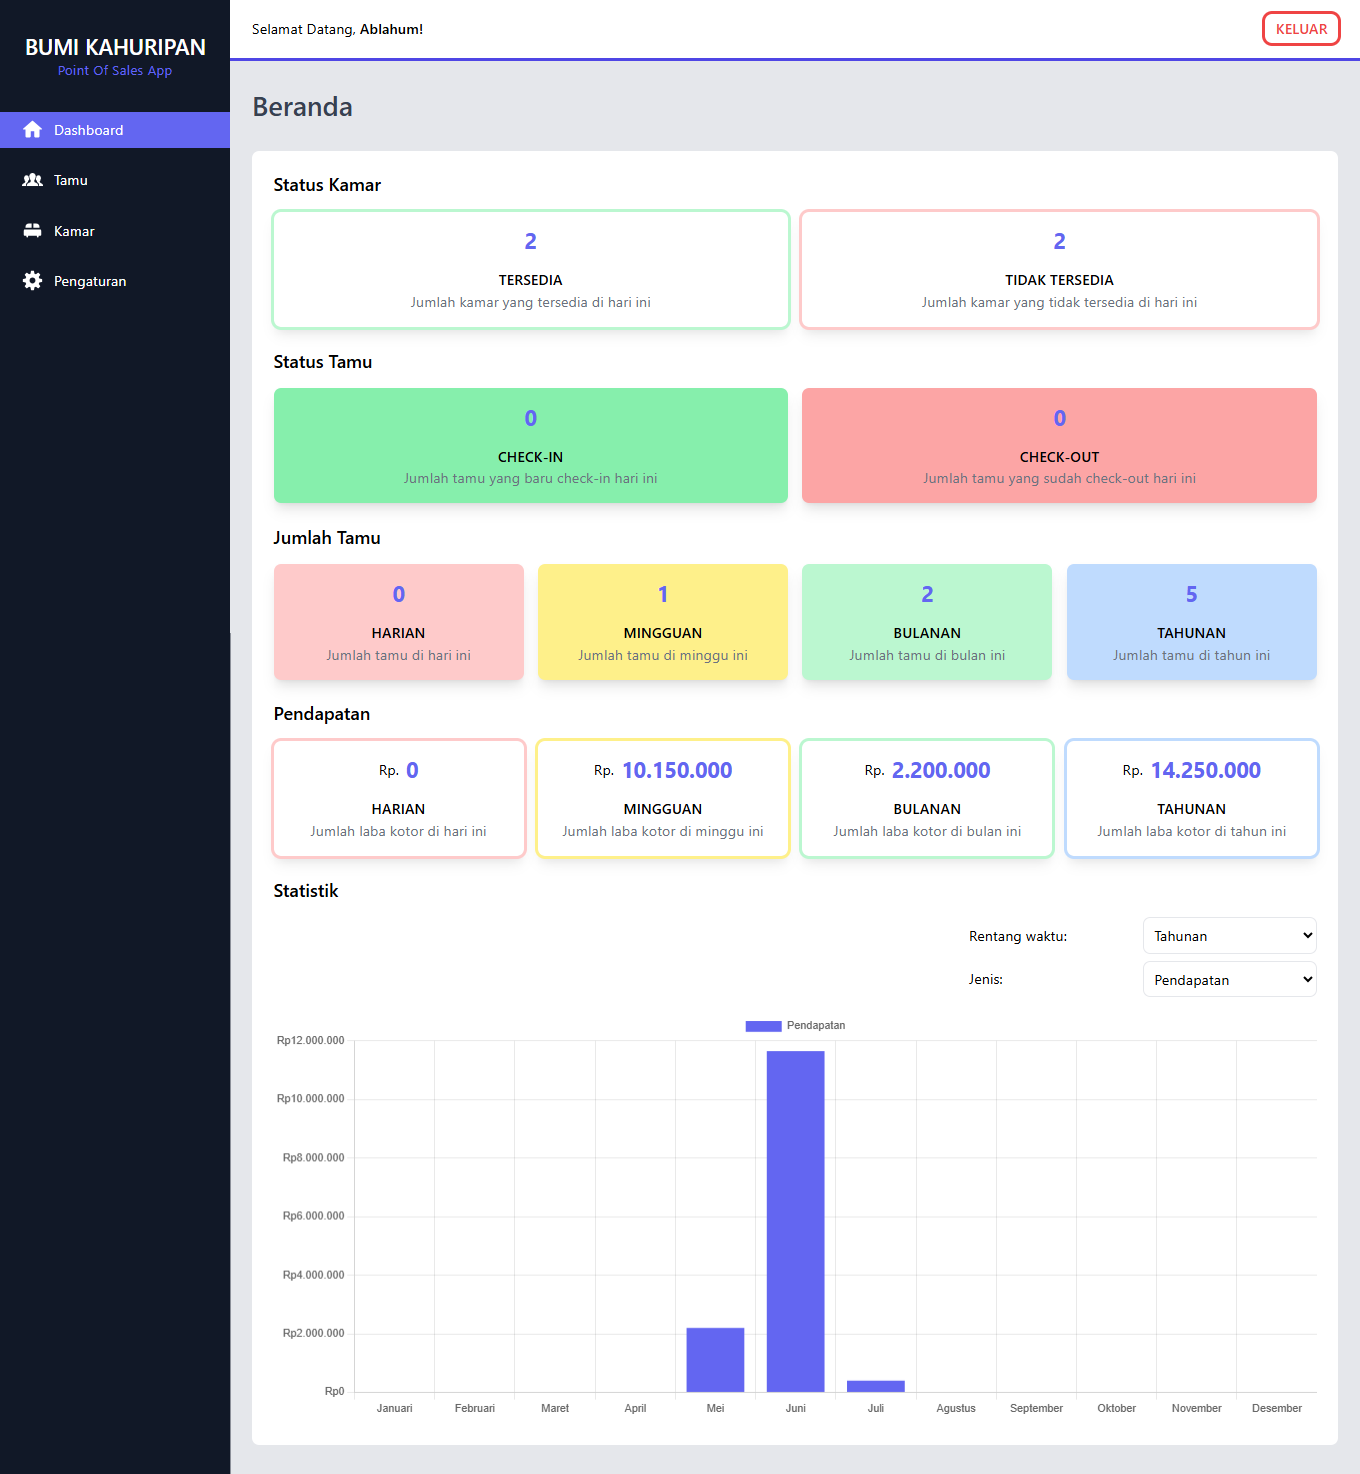 BUMI KAHURIPAN
Point Of Sales App
Dashboard
Tamu
Kamar
Pengaturan
Selamat Datang, Ablahum!
KELUAR
Beranda
Status Kamar
2
TERSEDIA
Jumlah kamar yang tersedia di hari ini
2
TIDAK TERSEDIA
Jumlah kamar yang tidak tersedia di hari ini
Status Tamu
0
CHECK-IN
Jumlah tamu yang baru check-in hari ini
0
CHECK-OUT
Jumlah tamu yang sudah check-out hari ini
Jumlah Tamu
0
HARIAN
Jumlah tamu di hari ini
1
MINGGUAN
Jumlah tamu di minggu ini
2
BULANAN
Jumlah tamu di bulan ini
5
TAHUNAN
Jumlah tamu di tahun ini
Pendapatan
Rp. 0
HARIAN
Jumlah laba kotor di hari ini
Rp. 10.150.000
MINGGUAN
Jumlah laba kotor di minggu ini
Rp. 2.200.000
BULANAN
Jumlah laba kotor di bulan ini
Rp. 14.250.000
TAHUNAN
Jumlah laba kotor di tahun ini
Statistik
Rentang waktu: Tahunan
Jenis: Pendapatan
Pendapatan
Rp12.000.000
Rp10.000.000
Rp8.000.000
Rp6.000.000
Rp4.000.000
Rp2.000.000
Rp0
Januari Februari Maret April Mei Juni Juli Agustus September Oktober November Desember